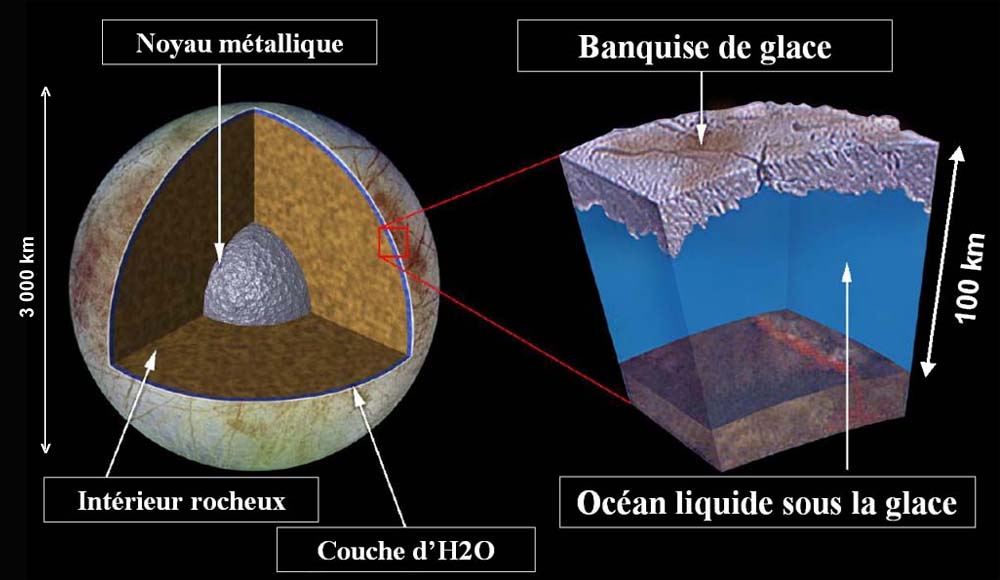 Noyau métallique
Banquise de glace
3 000 km
100 km
Intérieur rocheux
Océan liquide sous la glace
Couche d’H2O